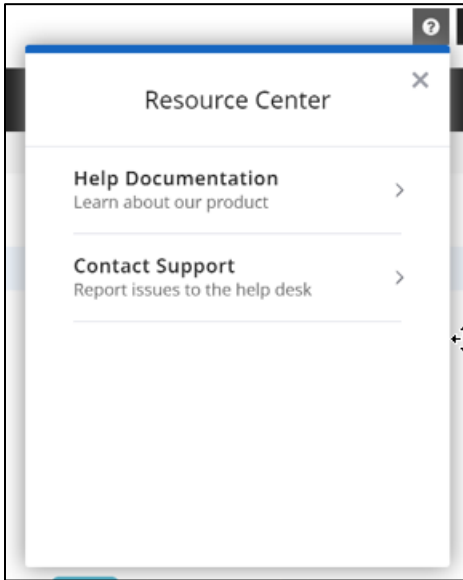 ?
×
Resource Center
Help Documentation
Learn about our product
Contact Support
Report issues to the help desk